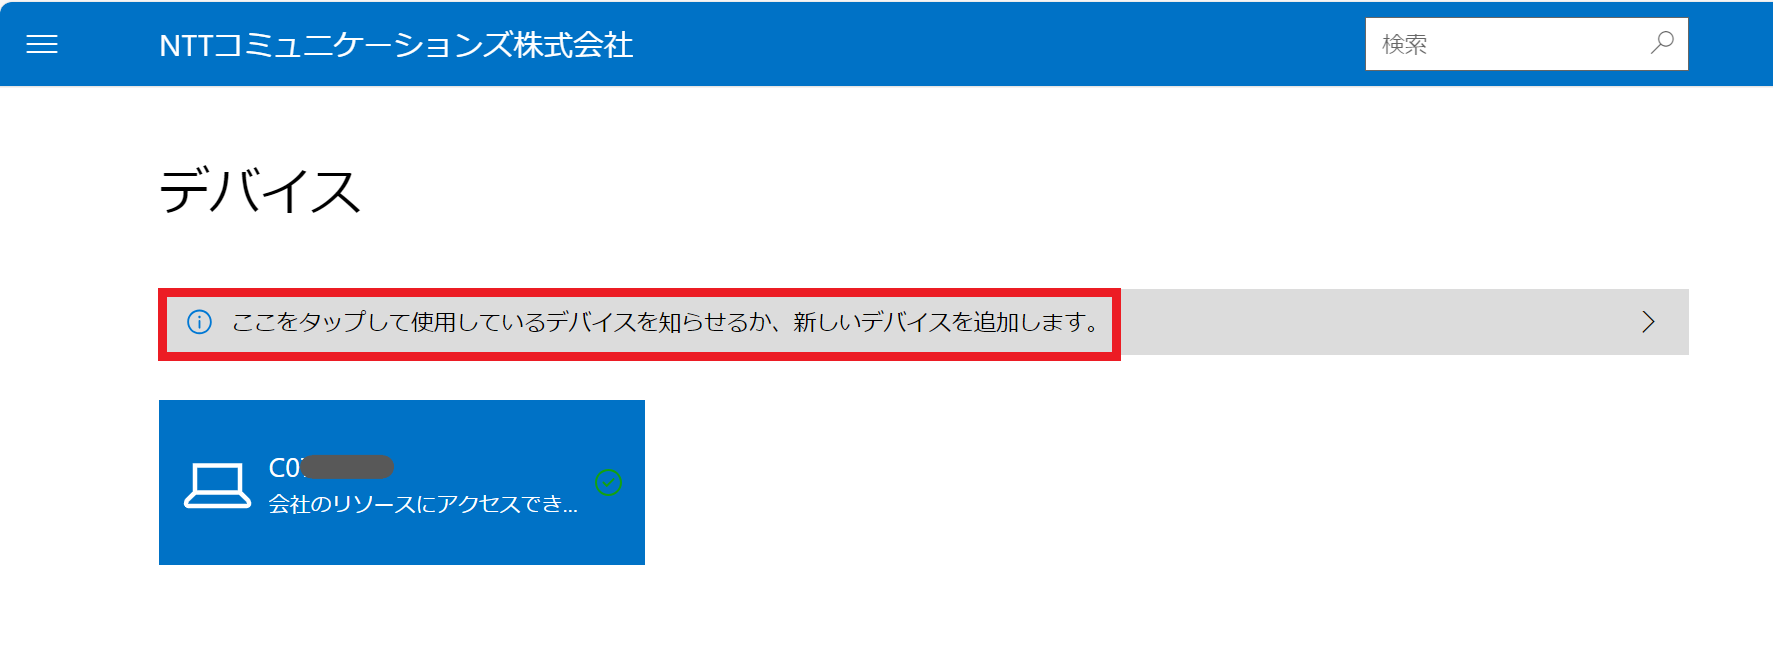 NTTコミュニケーションズ株式会社
検索
デバイス
ここをタップして使用しているデバイスを知らせるか、新しいデバイスを追加します。
C0
会社のリソースにアクセスでき...